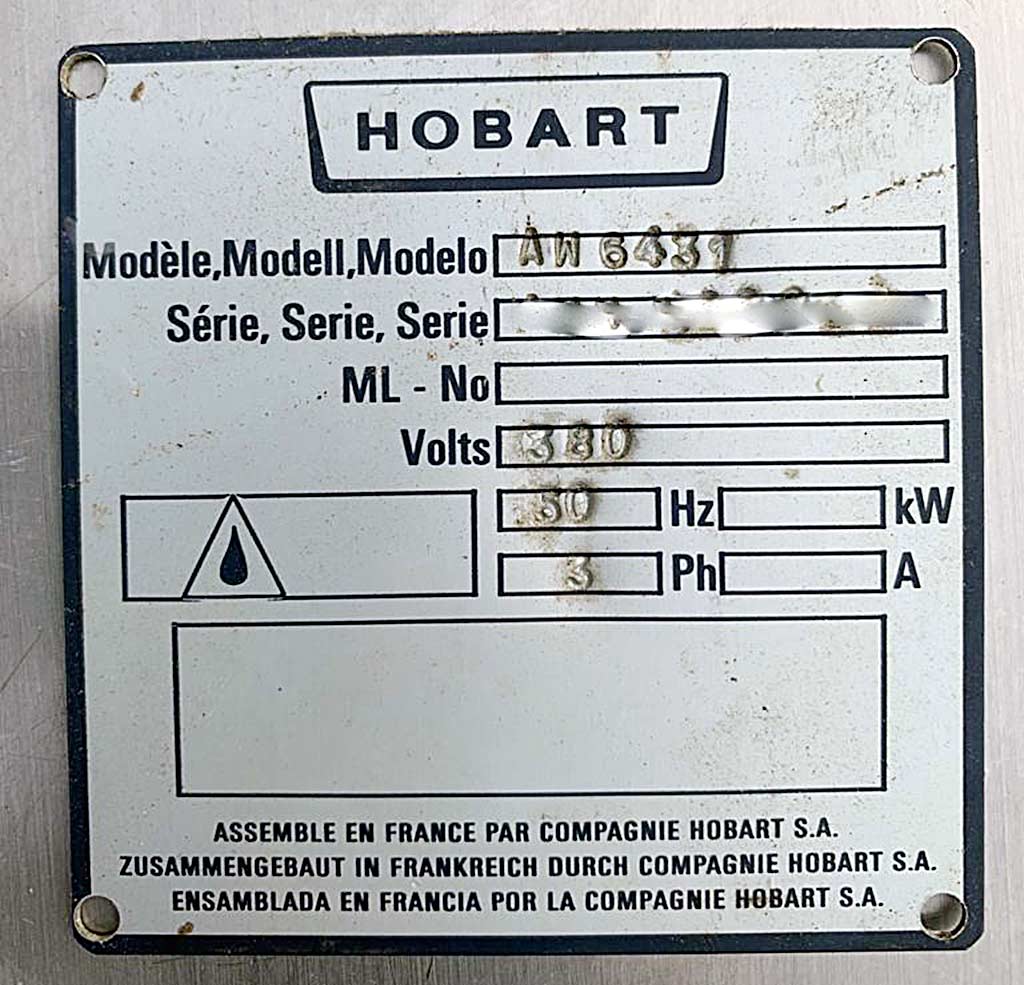 HOBART
Modèle, Modell, Modelo AW 6431
Série, Serie, Serie
ML - No
Volts 380
50 Hz kW
3 Ph A
ASSEMBLE EN FRANCE PAR COMPAGNIE HOBART S.A.
ZUSAMMENGEBAUT IN FRANKREICH DURCH COMPAGNIE HOBART S.A.
ENSAMBLADA EN FRANCIA POR LA COMPAGNIE HOBART S.A.